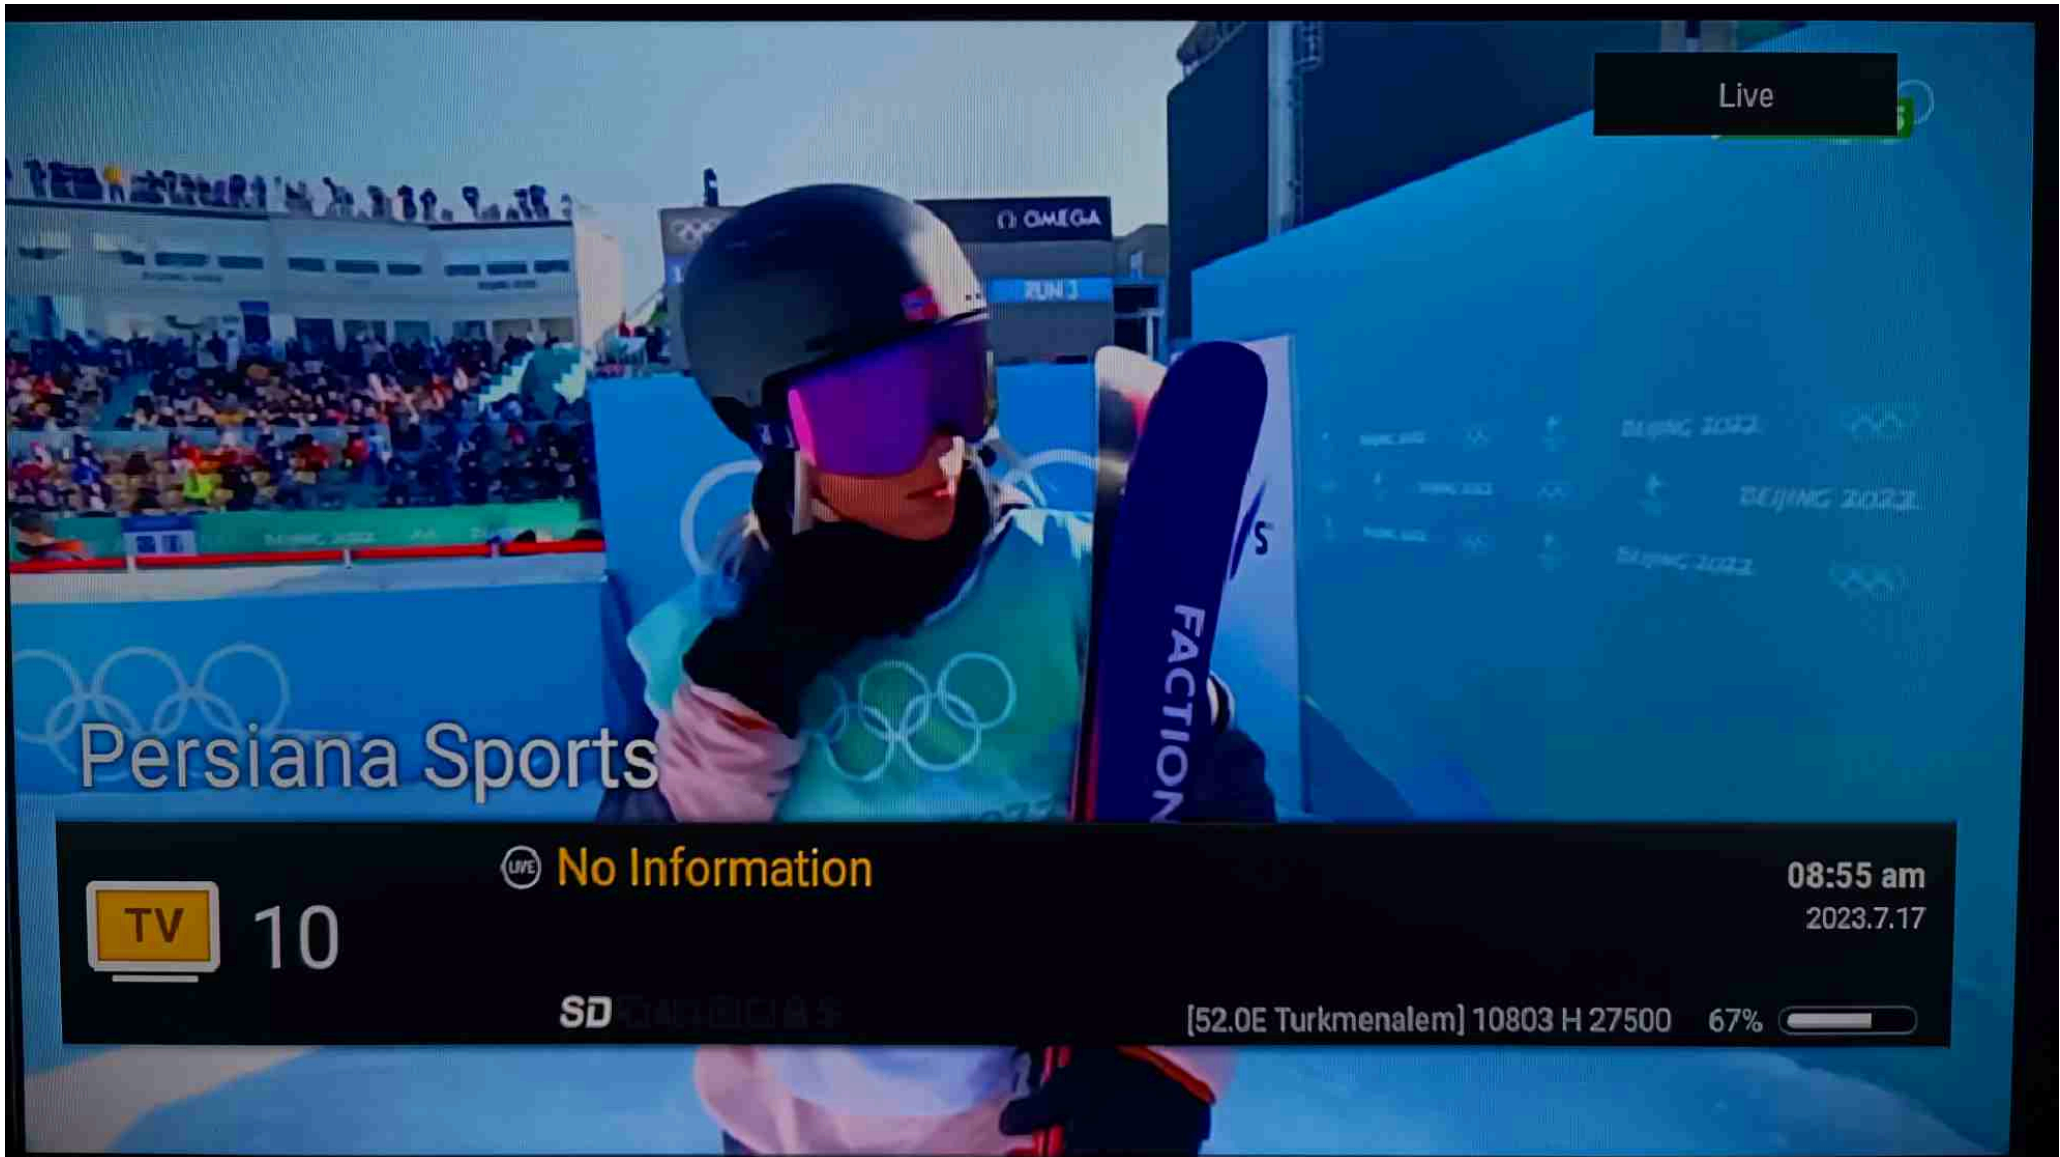 Live
OMEGA
RUN 3
BEIJING 2022
BEIJING 2022
BEIJING 2022
FACTION
Persiana Sports
LIVE No Information
08:55 am
TV 10
2023.7.17
SD
[52.0E Turkmenalem] 10803 H 27500 67%